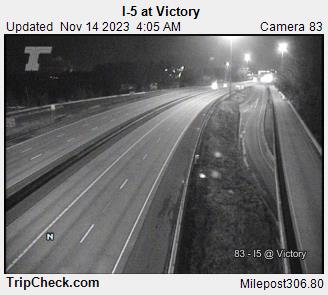 I-5 at Victory
Updated Nov 14 2023 4:05 AM Camera 83
T
N
83 - I5 @ Victory
TripCheck.com Milepost306.80